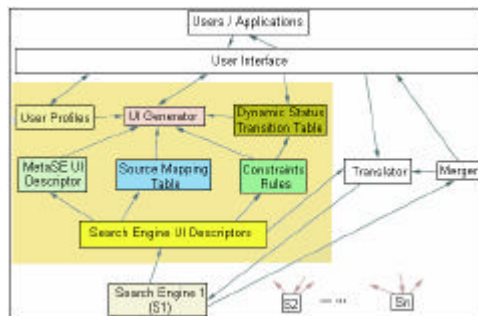 Users / Applications
User Interface
User Profiles
UI Generator
Dynamic Status
Transition Table
MetaSE UI
Descriptor
Source Mapping
Table
Constraints
Rules
Translator
Merger
Search Engine UI Descriptors
Search Engine 1
(S1)
S2
--- ---
Sn